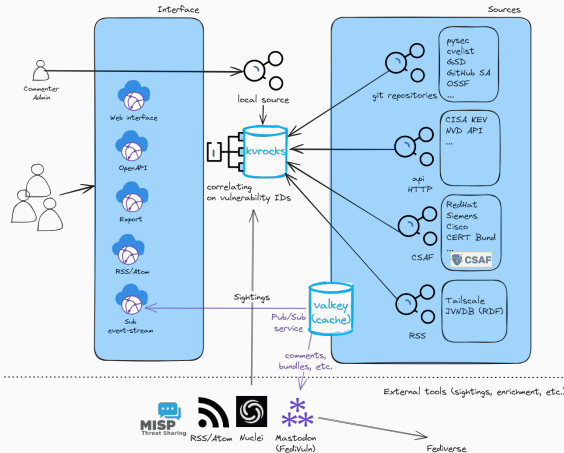 Interface
Sources
Commenter
Admin
local source
Web interface
OpenAPI
Export
RSS/Atom
Sub
event-stream
kvrocks
correlating
on vulnerability IDs
git repositories
pysec
cvelist
GSD
GitHub SA
OSSF
...
api
HTTP
CISA KEV
NVD API
...
CSAF
RedHat
Siemens
Cisco
CERT Bund
...
CSAF
RSS
Tailscale
JVNDB (RDF)
Sightings
Pub/Sub
service
valkey
(cache)
comments,
bundles, etc.
External tools (sightings, enrichment, etc.)
MISP
Threat Sharing
RSS/Atom
Nuclei
Mastodon
(FediVuln)
Fediverse